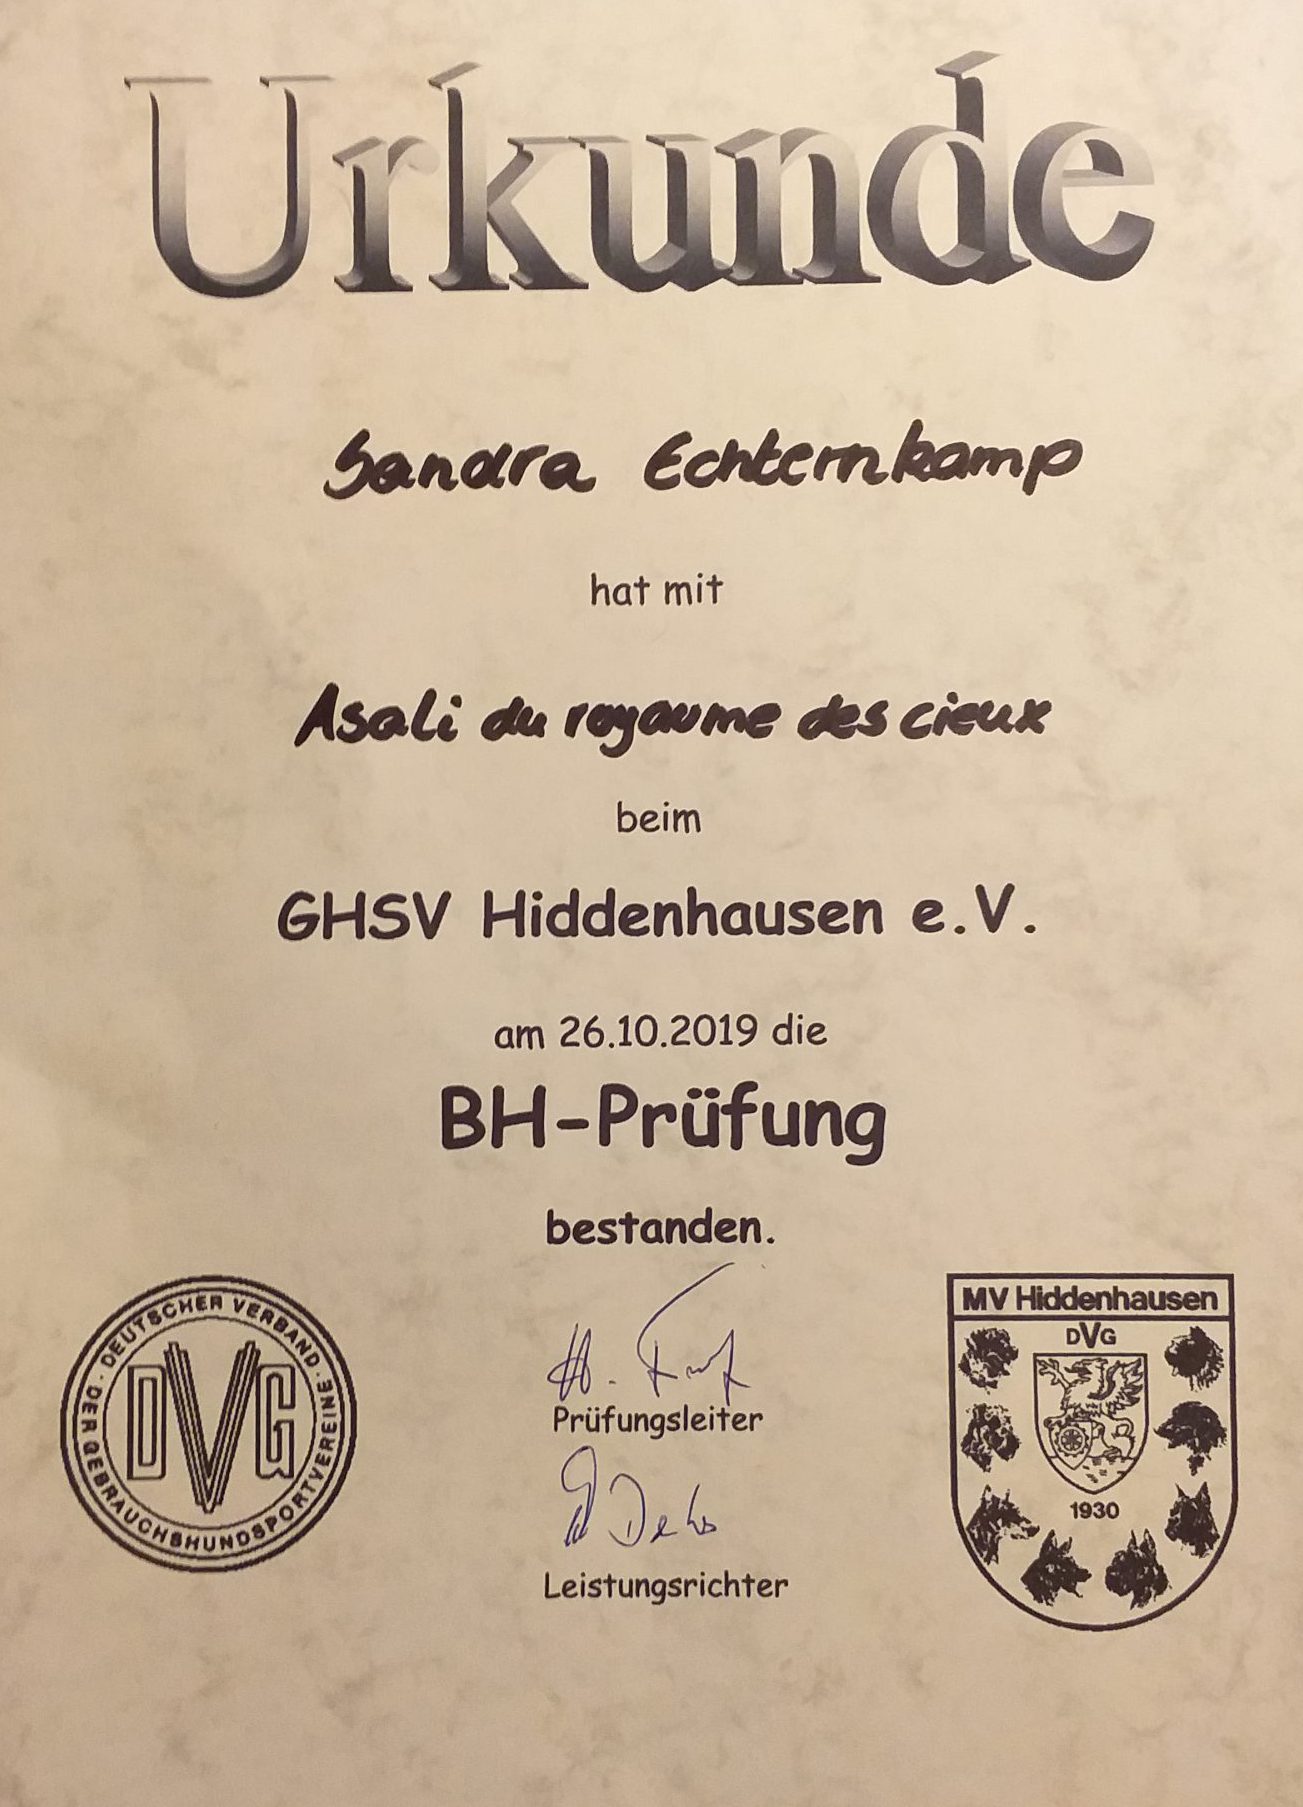 Urkunde
Sandra Echternkamp
hat mit
Asali du royaume des cieux
beim
GHSV Hiddenhausen e.V.
am 26.10.2019 die
BH-Prüfung
bestanden.
Prüfungsleiter
Leistungsrichter
DEUTSCHER VERBAND · DER GEBRAUCHSHUNDSPORTVEREINE ·
DVG
MV Hiddenhausen
DVG
1930